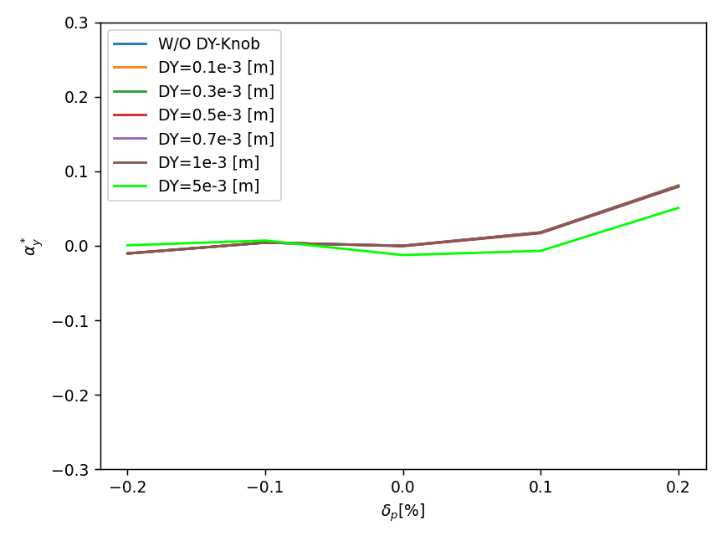 0.3
0.2
0.1
0.0
−0.1
−0.2
−0.3
α*y
W/O DY-Knob
DY=0.1e-3 [m]
DY=0.3e-3 [m]
DY=0.5e-3 [m]
DY=0.7e-3 [m]
DY=1e-3 [m]
DY=5e-3 [m]
−0.2 −0.1 0.0 0.1 0.2
δp[%]